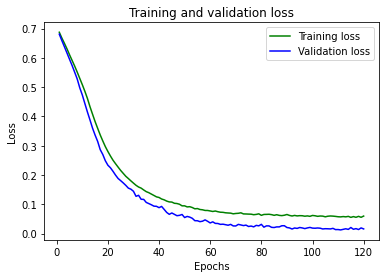 Training and validation loss
0.7
0.6
0.5
0.4
0.3
0.2
0.1
0.0
Loss
Training loss
Validation loss
0 20 40 60 80 100 120
Epochs